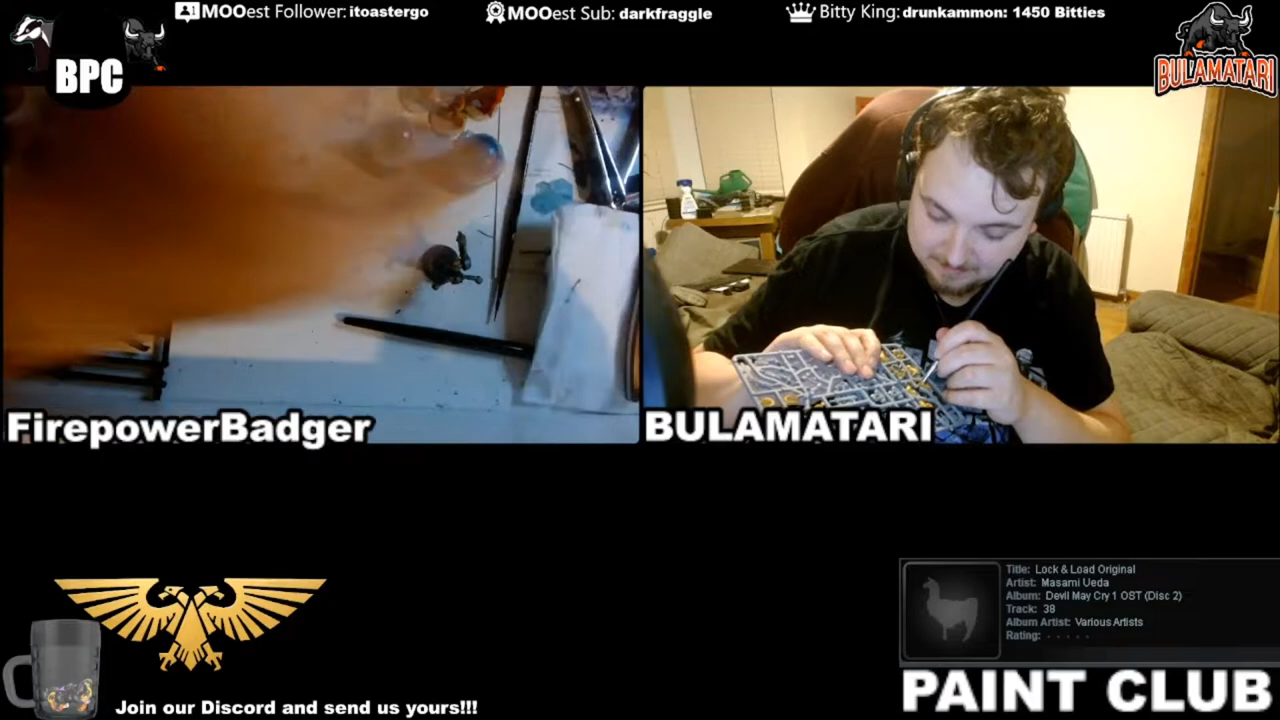 MOOest Follower: itoastergo
MOOest Sub: darkfraggle
Bitty King: drunkammon: 1450 Bitties
BPC
BULAMATARI
FirepowerBadger
BULAMATARI
Title: Lock & Load Original
Artist: Masami Ueda
Album: Devil May Cry 1 OST (Disc 2)
Track: 38
Album Artist: Various Artists
Rating:
PAINT CLUB
Join our Discord and send us yours!!!